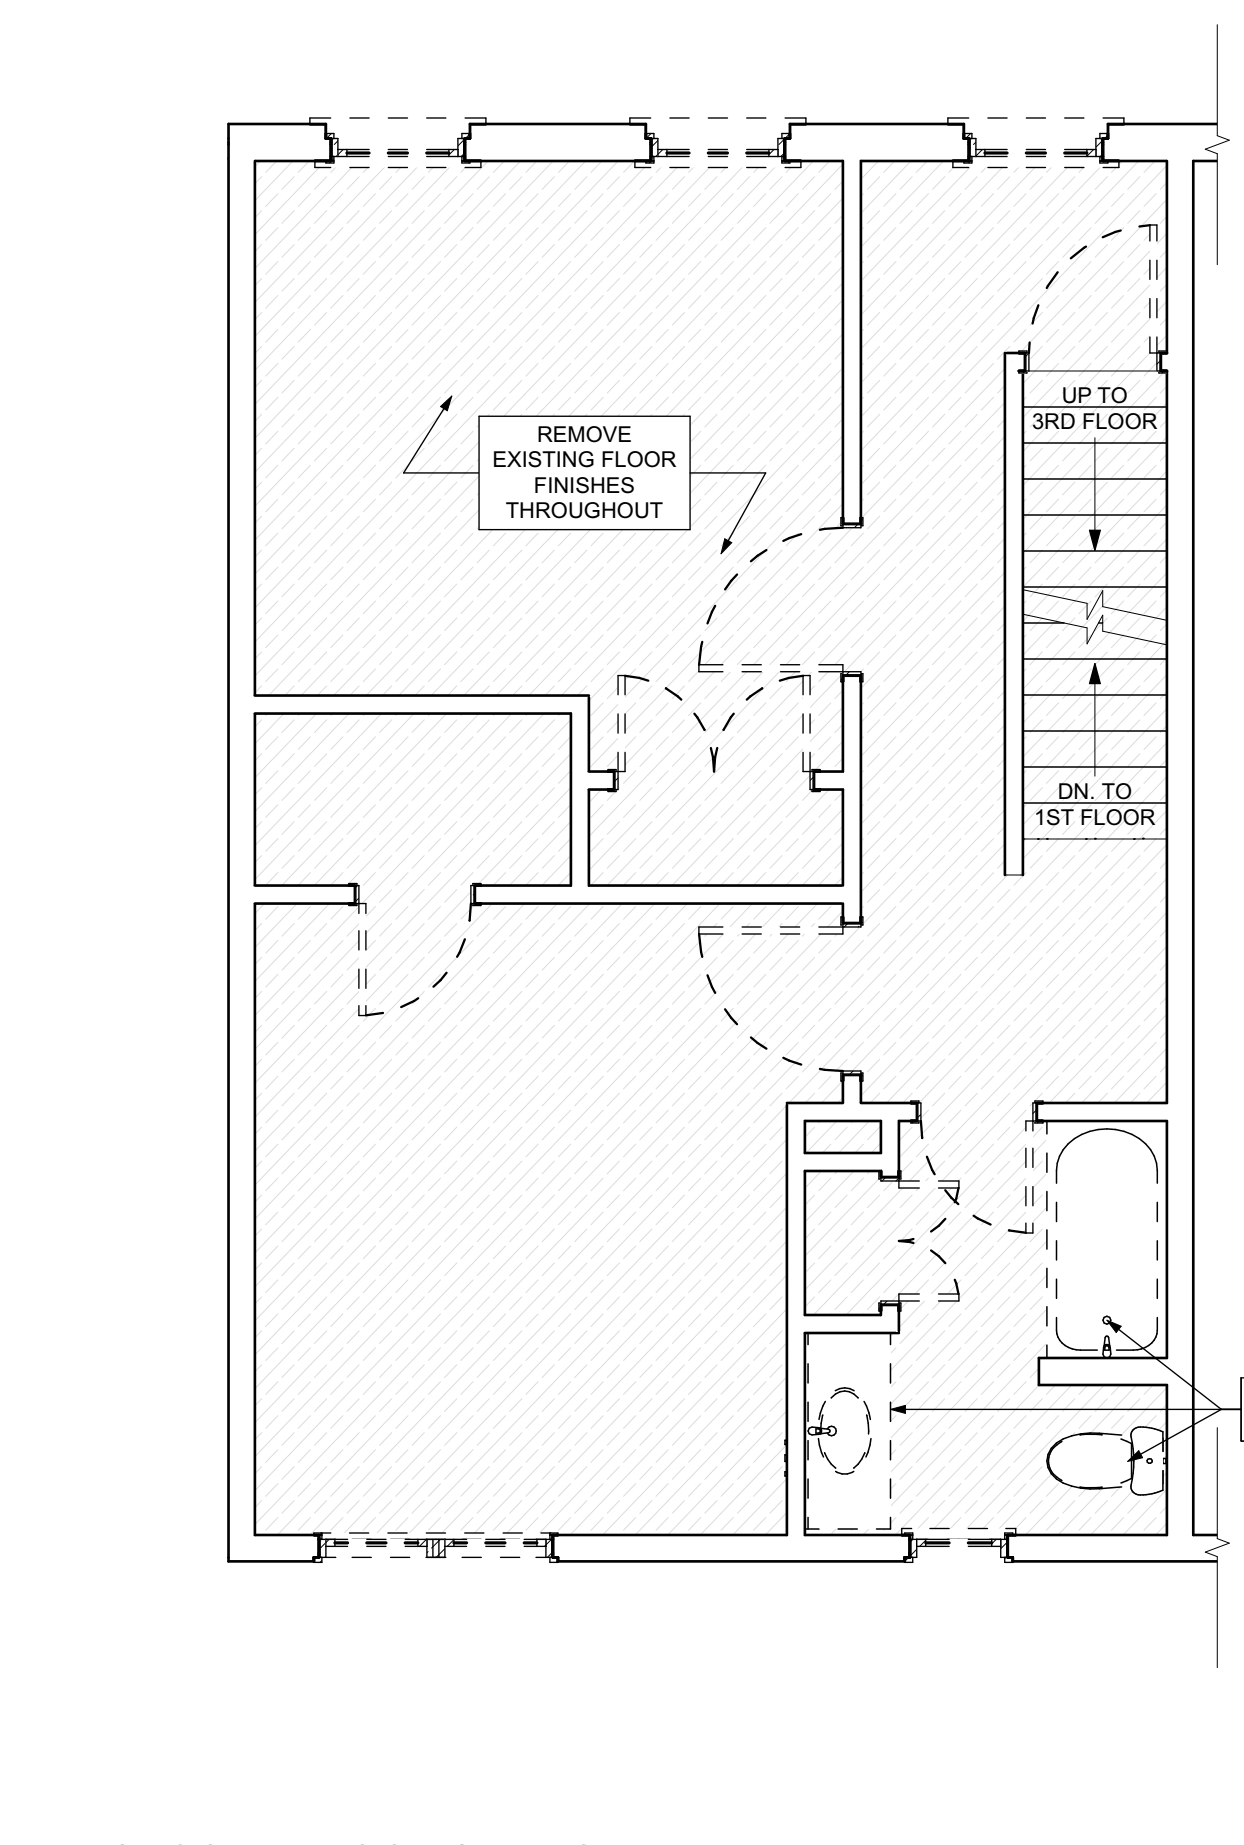 UP TO
3RD FLOOR
REMOVE
EXISTING FLOOR
FINISHES
THROUGHOUT
DN. TO
1ST FLOOR